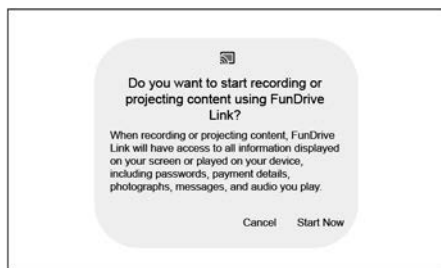 Do you want to start recording or
projecting content using FunDrive
Link?
When recording or projecting content, FunDrive
Link will have access to all information displayed
on your screen or played on your device,
including passwords, payment details,
photographs, messages, and audio you play.
Cancel Start Now